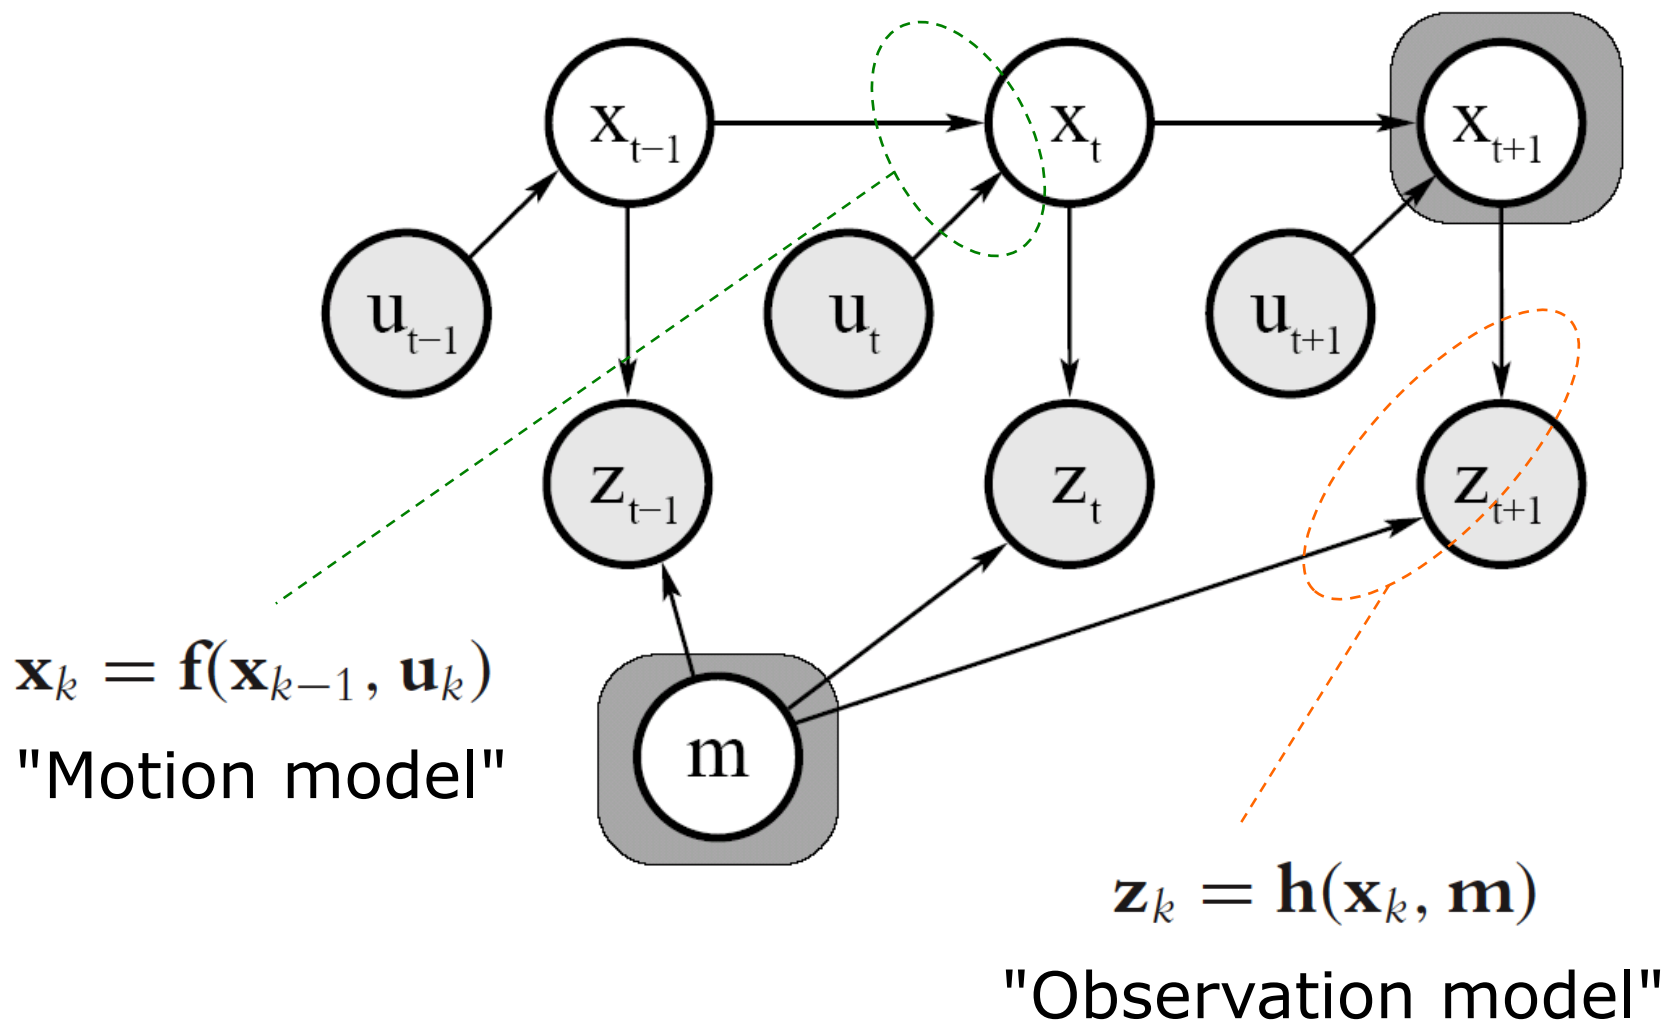 x_{t−1} x_t x_{t+1}
u_{t−1} u_t u_{t+1}
z_{t−1} z_t z_{t+1}
m
x_k = f(x_{k−1}, u_k)
"Motion model"
z_k = h(x_k, m)
"Observation model"